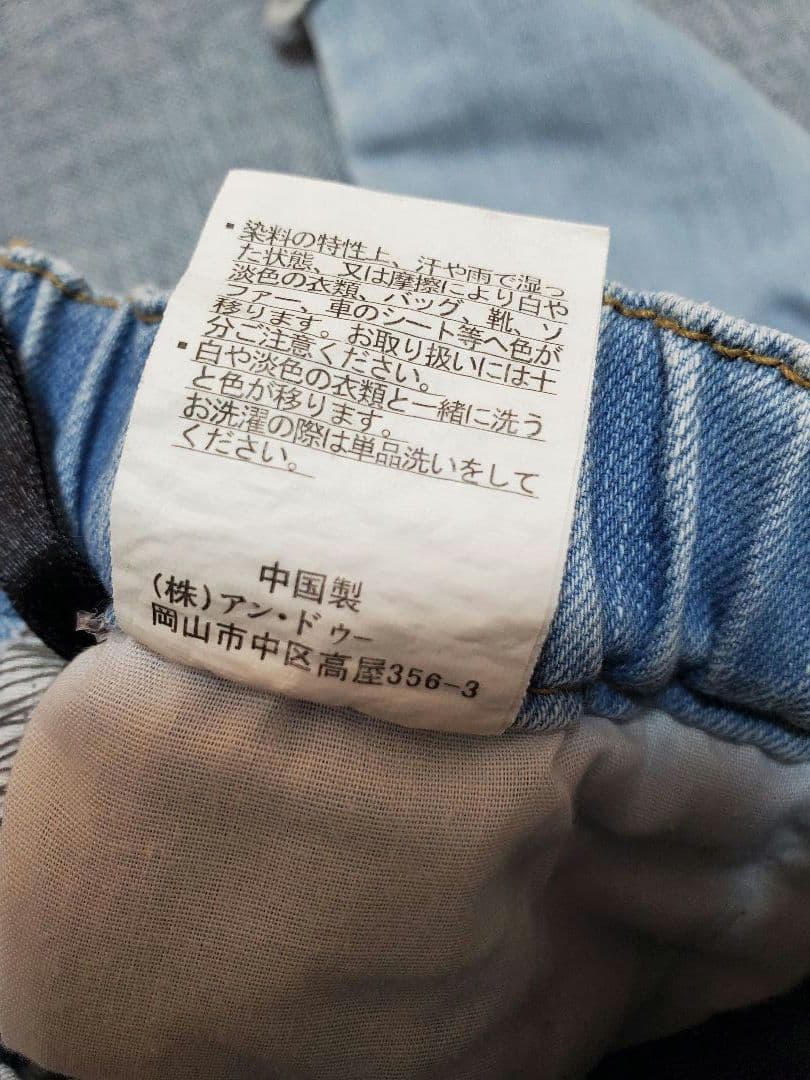 ・染料の特性上、汗や雨で湿っ
た状態、又は摩擦により白や
淡色の衣類、バッグ、靴、ソ
ファー、車のシート等へ色が
移ります。お取り扱いには十
分ご注意ください。
・白や淡色の衣類と一緒に洗う
と色が移ります。
お洗濯の際は単品洗いをして
ください。
中国製
(株)アン・ドゥー
岡山市中区高屋356-3